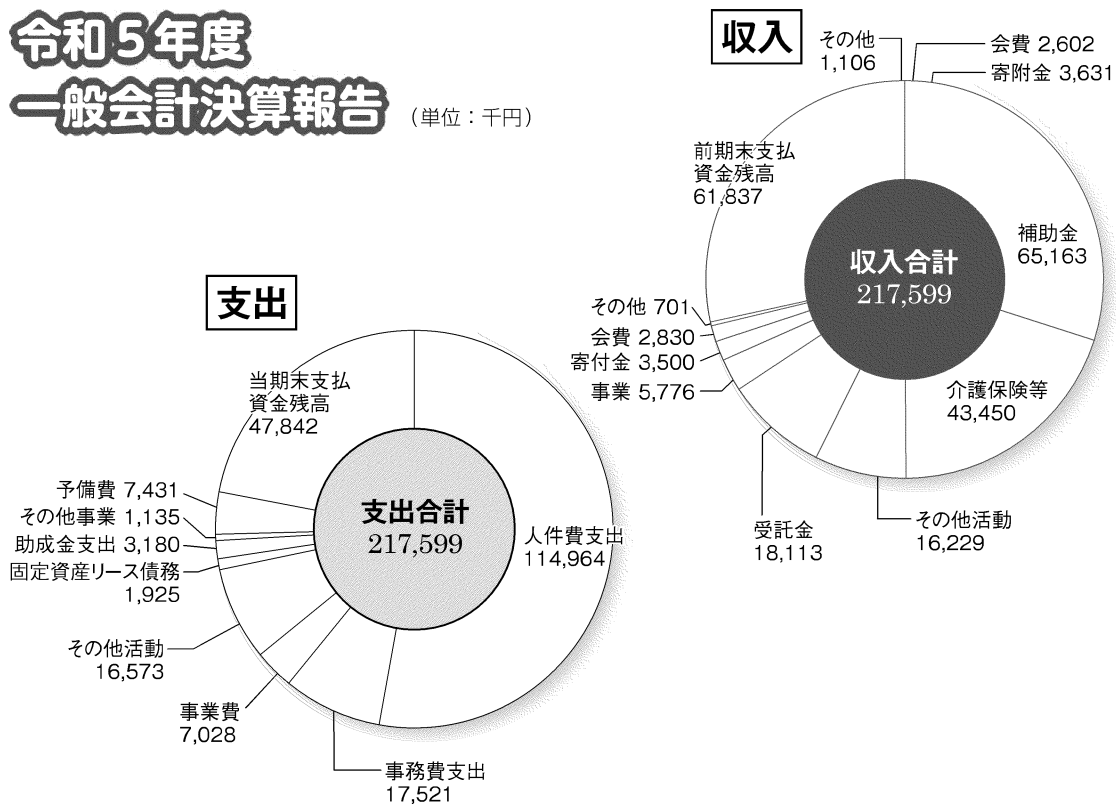 令和５年度
一般会計決算報告 （単位：千円）
収入
その他
1,106
会費 2,602
寄附金 3,631
補助金
65,163
介護保険等
43,450
その他活動
16,229
受託金
18,113
事業 5,776
寄付金 3,500
会費 2,830
その他 701
前期末支払
資金残高
61,837
収入合計
217,599
支出
人件費支出
114,964
事務費支出
17,521
事業費
7,028
その他活動
16,573
固定資産リース債務
1,925
助成金支出 3,180
その他事業 1,135
予備費 7,431
当期末支払
資金残高
47,842
支出合計
217,599